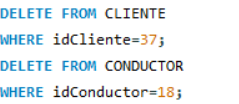 DELETE FROM CLIENTE
WHERE idCliente=37;
DELETE FROM CONDUCTOR
WHERE idConductor=18;